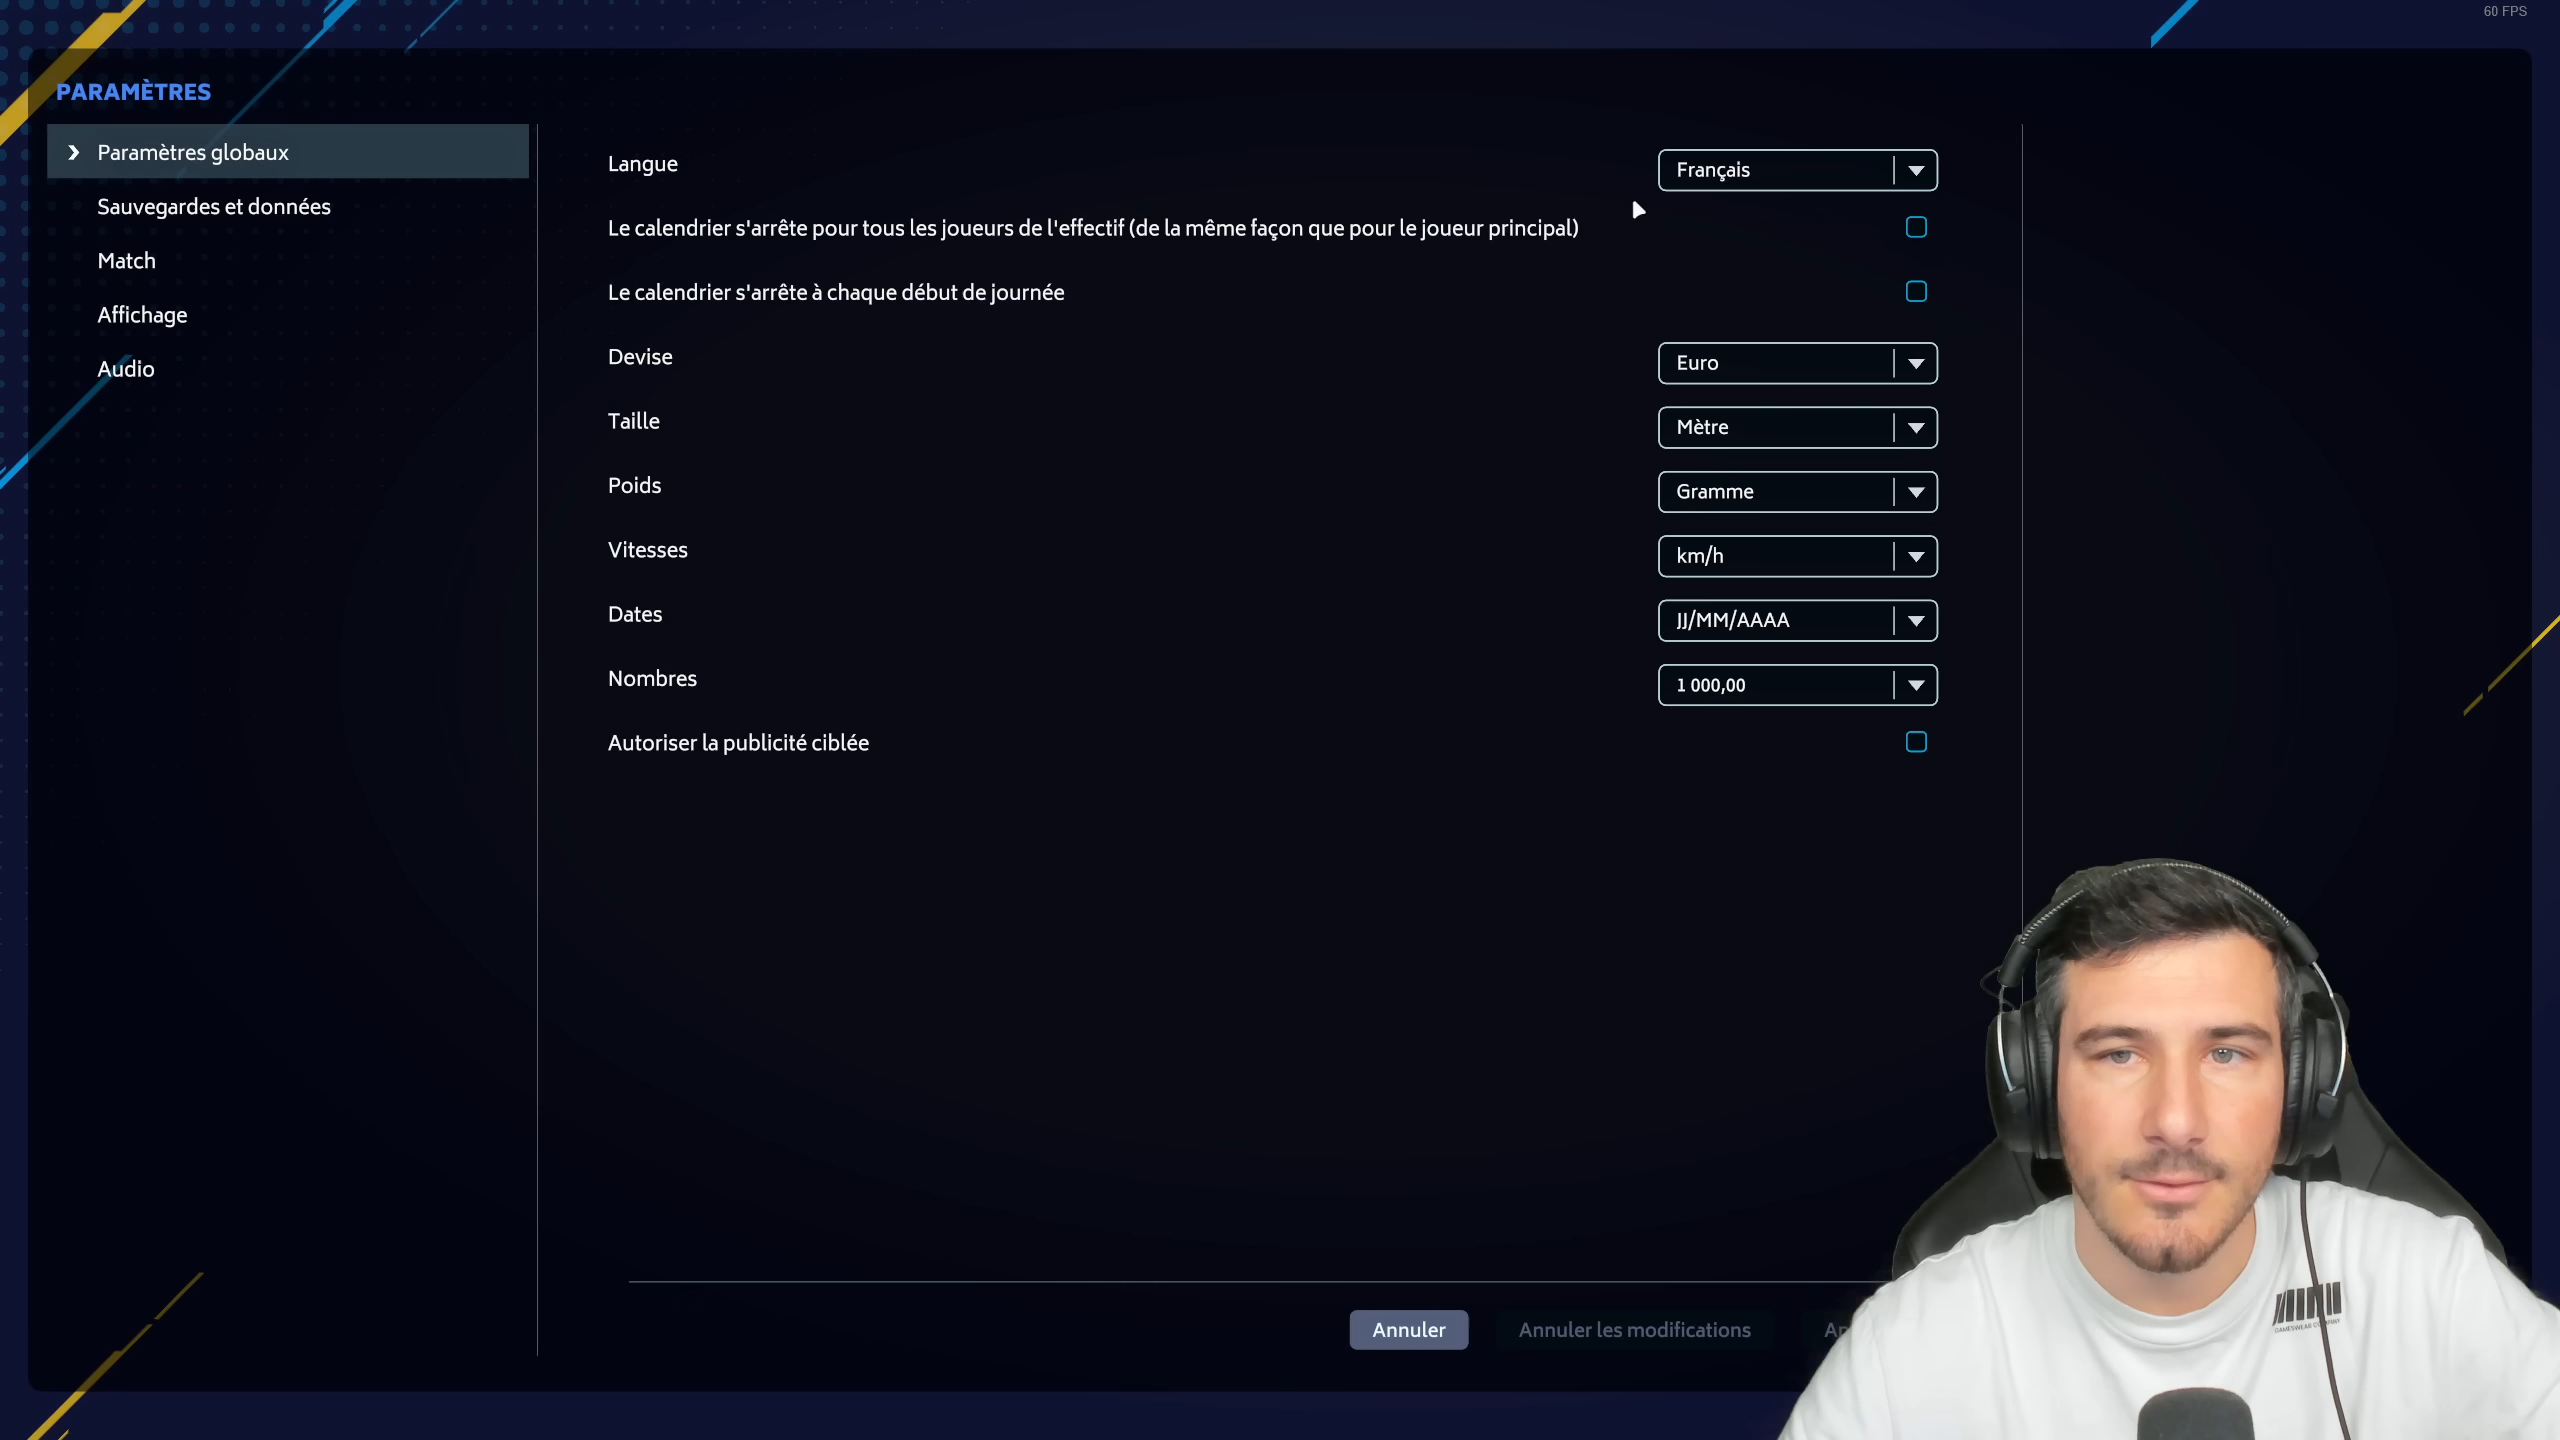 60 FPS
PARAMÈTRES
Paramètres globaux
Sauvegardes et données
Match
Affichage
Audio
Langue
Français
Le calendrier s'arrête pour tous les joueurs de l'effectif (de la même façon que pour le joueur principal)
Le calendrier s'arrête à chaque début de journée
Devise
Euro
Taille
Mètre
Poids
Gramme
Vitesses
km/h
Dates
JJ/MM/AAAA
Nombres
1 000,00
Autoriser la publicité ciblée
Annuler
Annuler les modifications